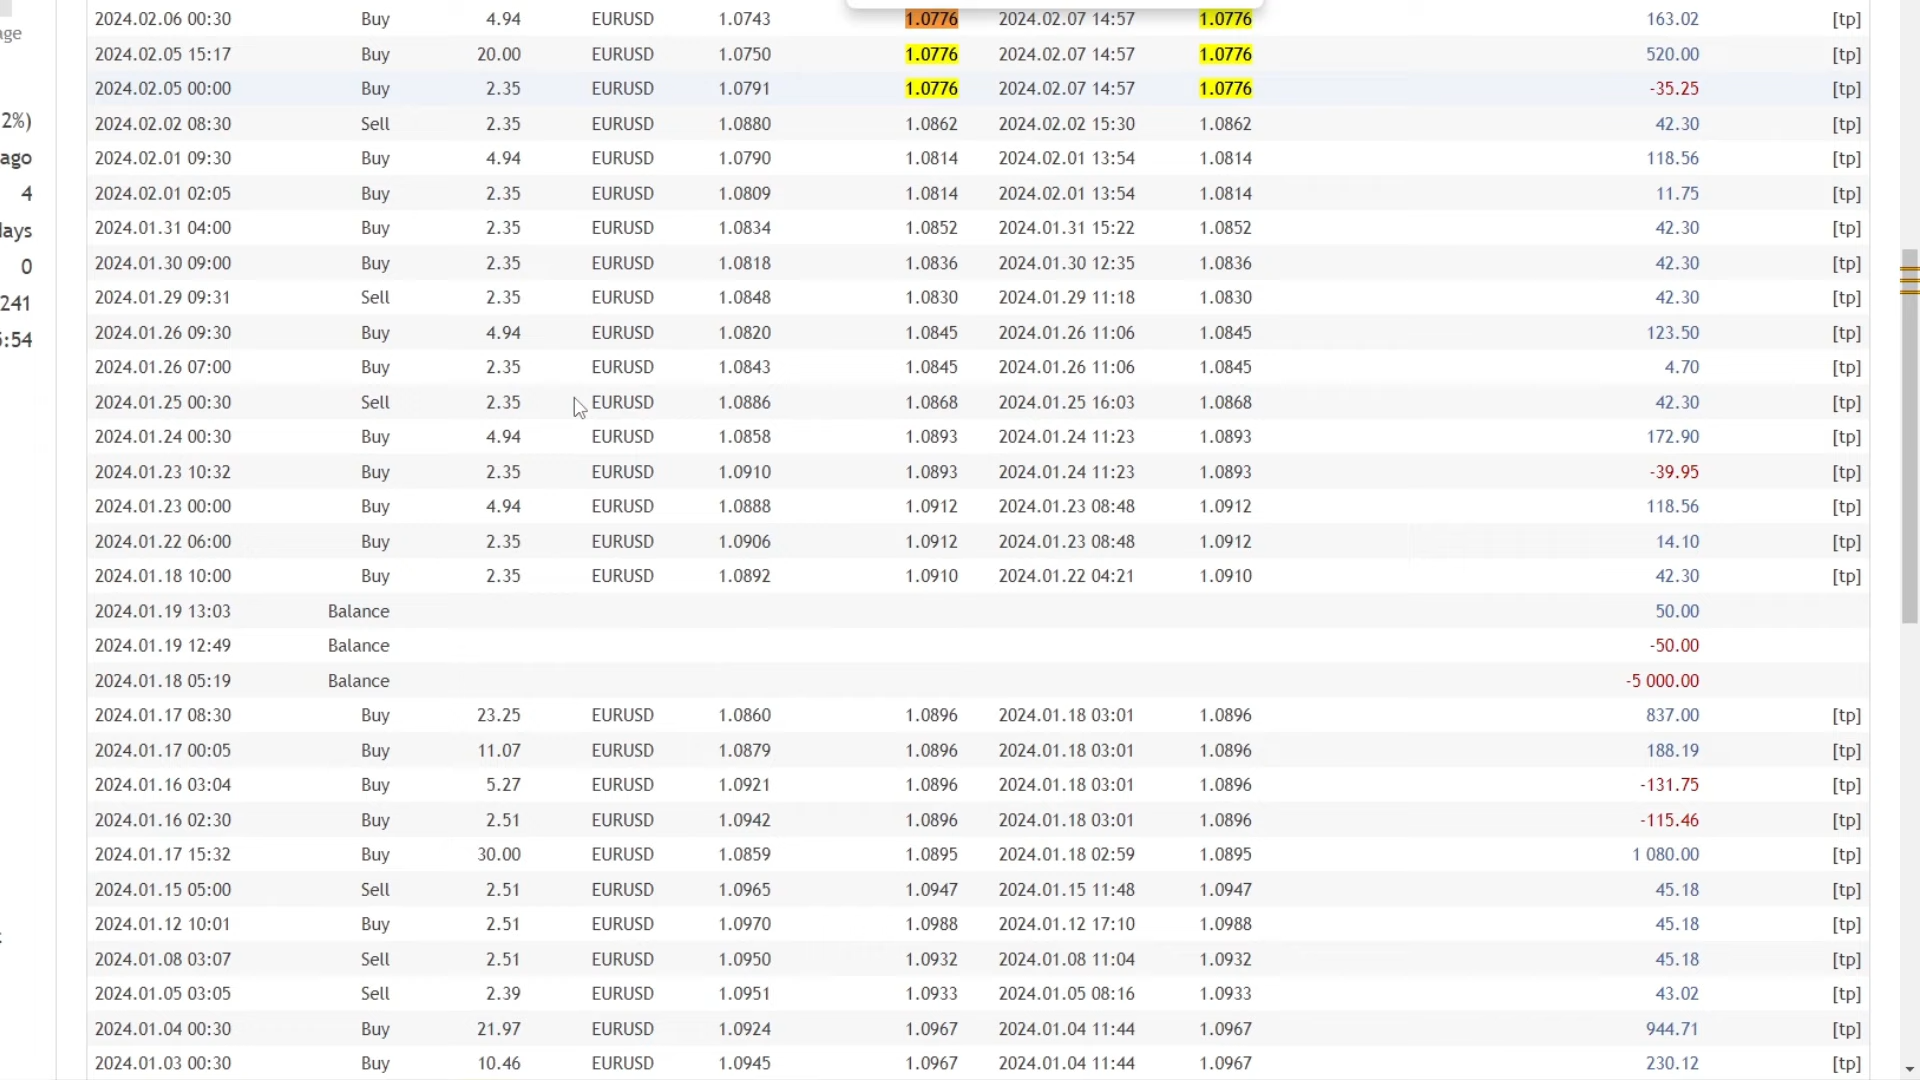 age
2%)
ago
4
days
0
241
5:54
2024.02.06 00:30 Buy 4.94 EURUSD 1.0743 1.0776 2024.02.07 14:57 1.0776 163.02 [tp]
2024.02.05 15:17 Buy 20.00 EURUSD 1.0750 1.0776 2024.02.07 14:57 1.0776 520.00 [tp]
2024.02.05 00:00 Buy 2.35 EURUSD 1.0791 1.0776 2024.02.07 14:57 1.0776 -35.25 [tp]
2024.02.02 08:30 Sell 2.35 EURUSD 1.0880 1.0862 2024.02.02 15:30 1.0862 42.30 [tp]
2024.02.01 09:30 Buy 4.94 EURUSD 1.0790 1.0814 2024.02.01 13:54 1.0814 118.56 [tp]
2024.02.01 02:05 Buy 2.35 EURUSD 1.0809 1.0814 2024.02.01 13:54 1.0814 11.75 [tp]
2024.01.31 04:00 Buy 2.35 EURUSD 1.0834 1.0852 2024.01.31 15:22 1.0852 42.30 [tp]
2024.01.30 09:00 Buy 2.35 EURUSD 1.0818 1.0836 2024.01.30 12:35 1.0836 42.30 [tp]
2024.01.29 09:31 Sell 2.35 EURUSD 1.0848 1.0830 2024.01.29 11:18 1.0830 42.30 [tp]
2024.01.26 09:30 Buy 4.94 EURUSD 1.0820 1.0845 2024.01.26 11:06 1.0845 123.50 [tp]
2024.01.26 07:00 Buy 2.35 EURUSD 1.0843 1.0845 2024.01.26 11:06 1.0845 4.70 [tp]
2024.01.25 00:30 Sell 2.35 EURUSD 1.0886 1.0868 2024.01.25 16:03 1.0868 42.30 [tp]
2024.01.24 00:30 Buy 4.94 EURUSD 1.0858 1.0893 2024.01.24 11:23 1.0893 172.90 [tp]
2024.01.23 10:32 Buy 2.35 EURUSD 1.0910 1.0893 2024.01.24 11:23 1.0893 -39.95 [tp]
2024.01.23 00:00 Buy 4.94 EURUSD 1.0888 1.0912 2024.01.23 08:48 1.0912 118.56 [tp]
2024.01.22 06:00 Buy 2.35 EURUSD 1.0906 1.0912 2024.01.23 08:48 1.0912 14.10 [tp]
2024.01.18 10:00 Buy 2.35 EURUSD 1.0892 1.0910 2024.01.22 04:21 1.0910 42.30 [tp]
2024.01.19 13:03 Balance 50.00
2024.01.19 12:49 Balance -50.00
2024.01.18 05:19 Balance -5 000.00
2024.01.17 08:30 Buy 23.25 EURUSD 1.0860 1.0896 2024.01.18 03:01 1.0896 837.00 [tp]
2024.01.17 00:05 Buy 11.07 EURUSD 1.0879 1.0896 2024.01.18 03:01 1.0896 188.19 [tp]
2024.01.16 03:04 Buy 5.27 EURUSD 1.0921 1.0896 2024.01.18 03:01 1.0896 -131.75 [tp]
2024.01.16 02:30 Buy 2.51 EURUSD 1.0942 1.0896 2024.01.18 03:01 1.0896 -115.46 [tp]
2024.01.17 15:32 Buy 30.00 EURUSD 1.0859 1.0895 2024.01.18 02:59 1.0895 1 080.00 [tp]
2024.01.15 05:00 Sell 2.51 EURUSD 1.0965 1.0947 2024.01.15 11:48 1.0947 45.18 [tp]
2024.01.12 10:01 Buy 2.51 EURUSD 1.0970 1.0988 2024.01.12 17:10 1.0988 45.18 [tp]
2024.01.08 03:07 Sell 2.51 EURUSD 1.0950 1.0932 2024.01.08 11:04 1.0932 45.18 [tp]
2024.01.05 03:05 Sell 2.39 EURUSD 1.0951 1.0933 2024.01.05 08:16 1.0933 43.02 [tp]
2024.01.04 00:30 Buy 21.97 EURUSD 1.0924 1.0967 2024.01.04 11:44 1.0967 944.71 [tp]
2024.01.03 00:30 Buy 10.46 EURUSD 1.0945 1.0967 2024.01.04 11:44 1.0967 230.12 [tp]